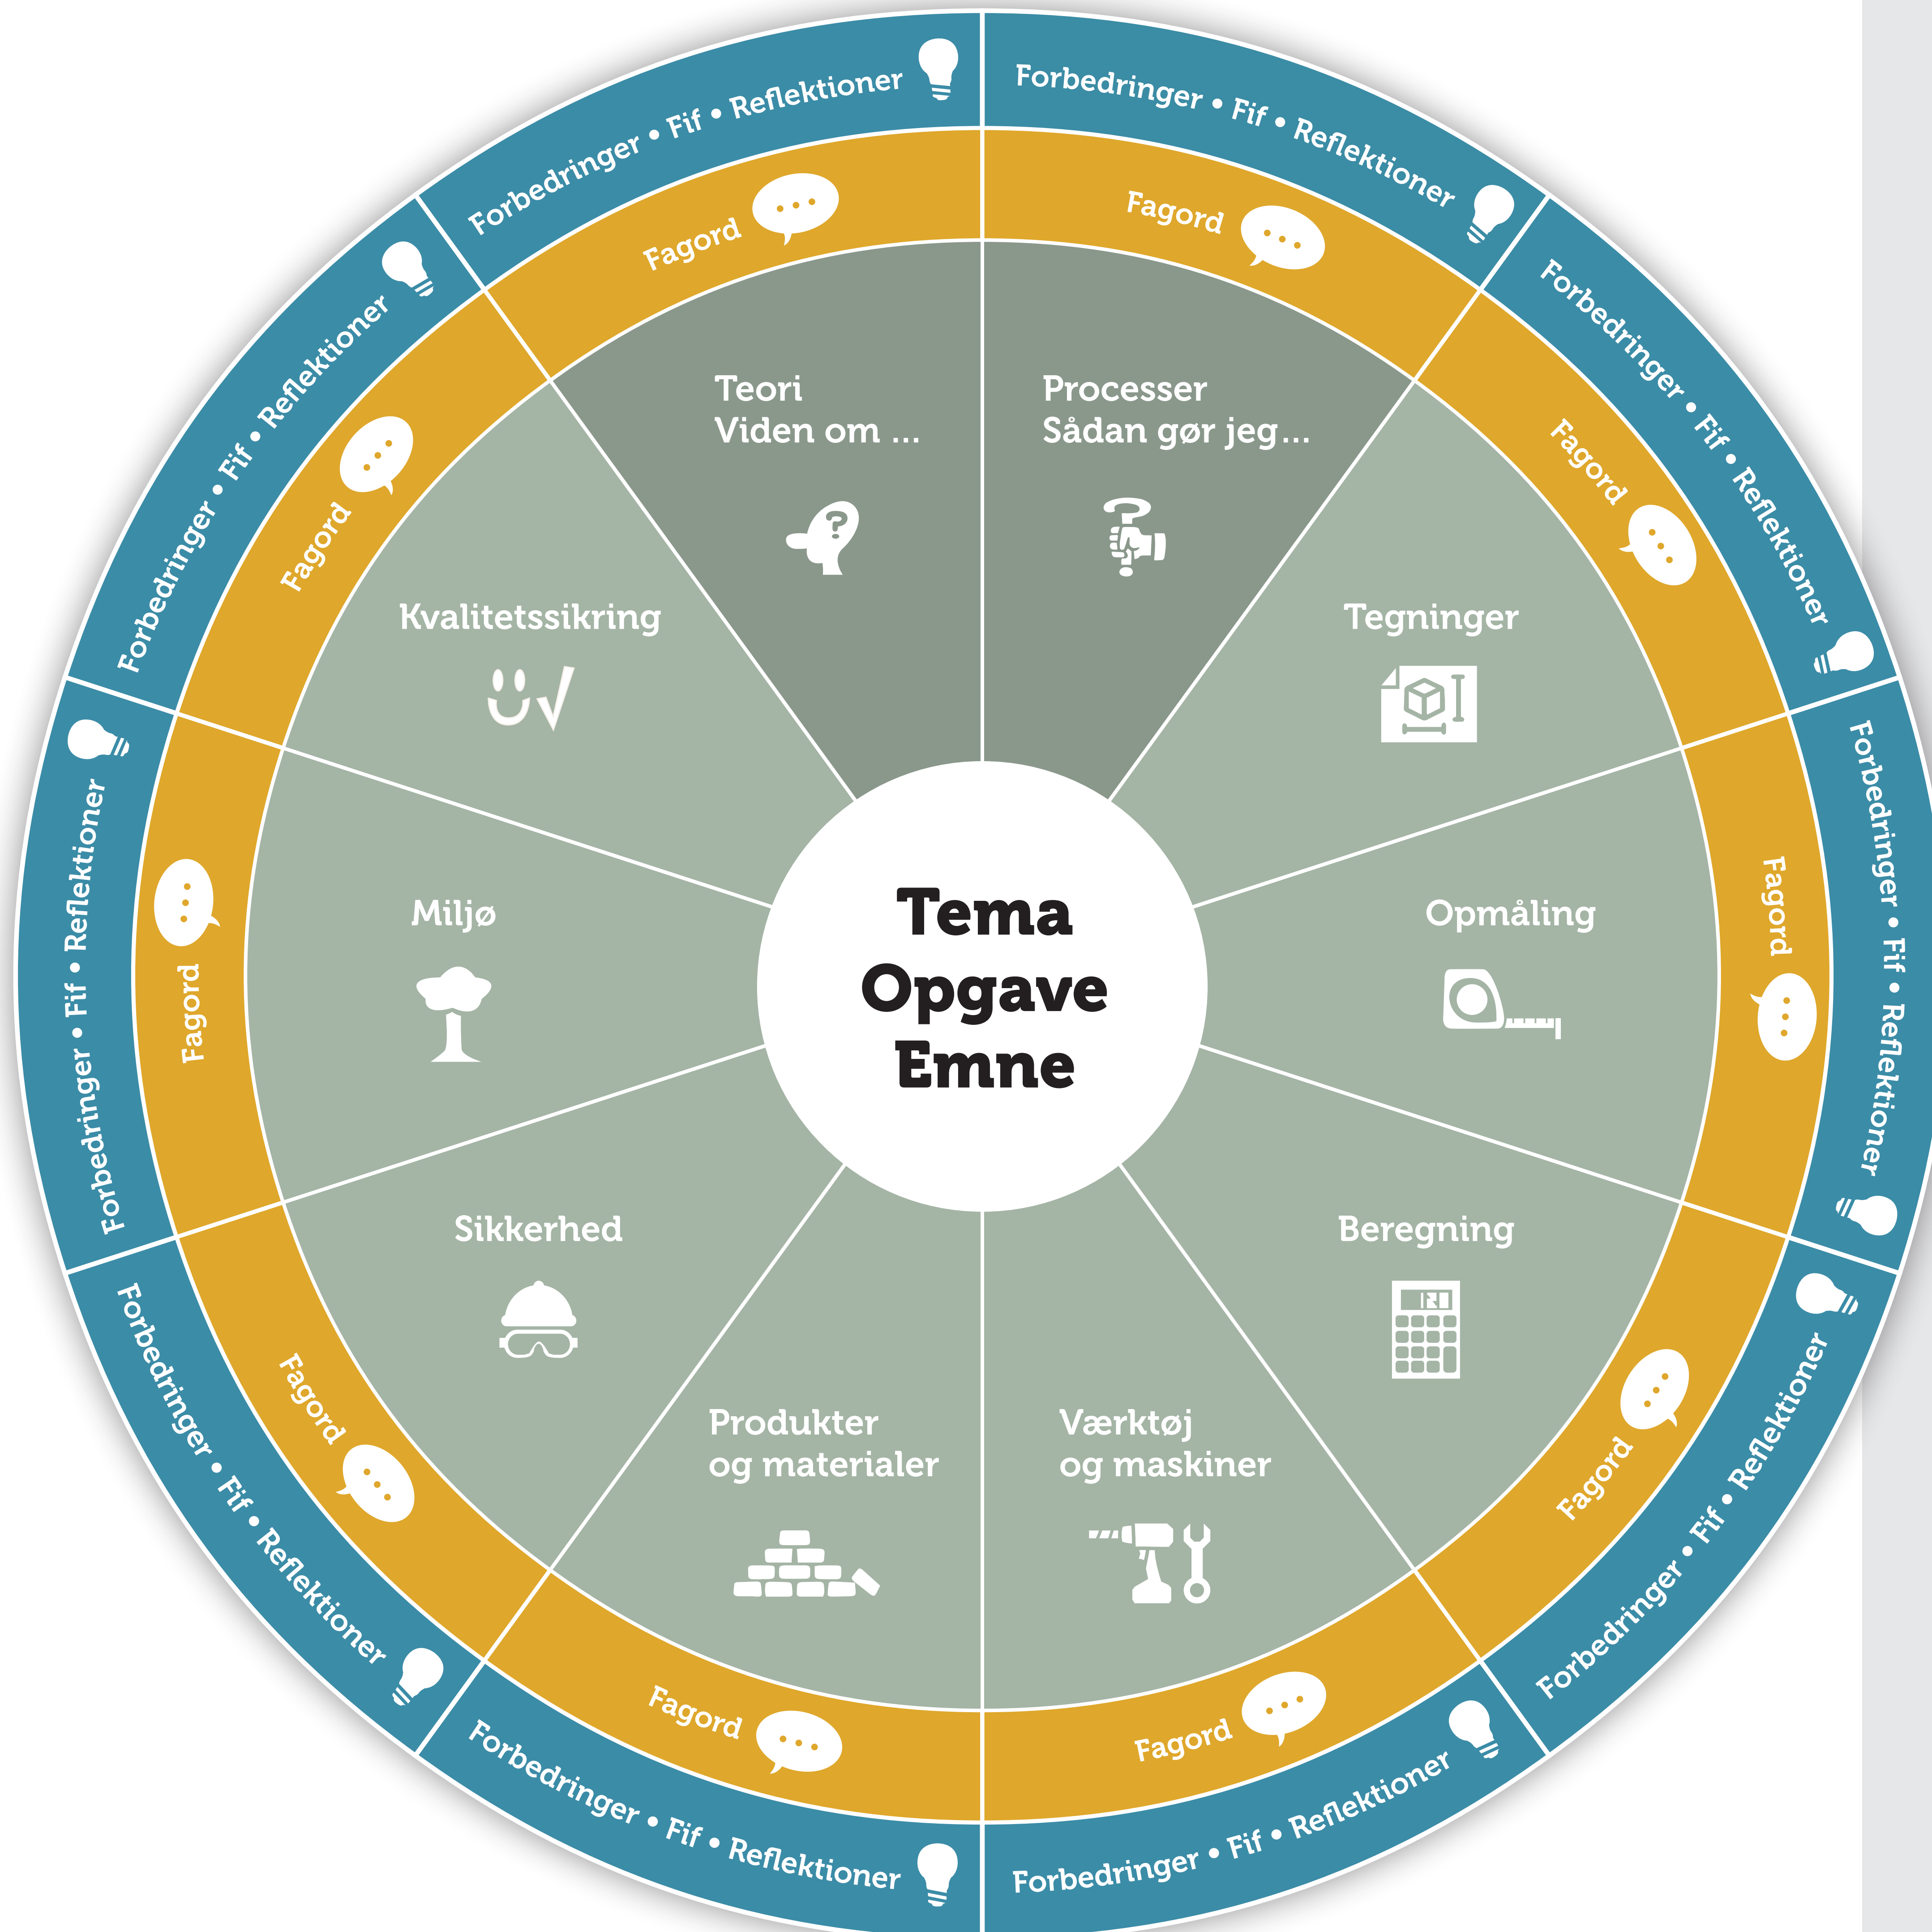 Tema
Opgave
Emne
Processer
Sådan gør jeg...
Tegninger
Opmåling
Beregning
Værktøj
og maskiner
Produkter
og materialer
Sikkerhed
Miljø
Kvalitetssikring
Teori
Viden om ...
?
Fagord
Fagord
Fagord
Fagord
Fagord
Fagord
Fagord
Fagord
Fagord
Fagord
Forbedringer • Fif • Reflektioner
Forbedringer • Fif • Reflektioner
Forbedringer • Fif • Reflektioner
Forbedringer • Fif • Reflektioner
Forbedringer • Fif • Reflektioner
Forbedringer • Fif • Reflektioner
Forbedringer • Fif • Reflektioner
Forbedringer • Fif • Reflektioner
Forbedringer • Fif • Reflektioner
Forbedringer • Fif • Reflektioner